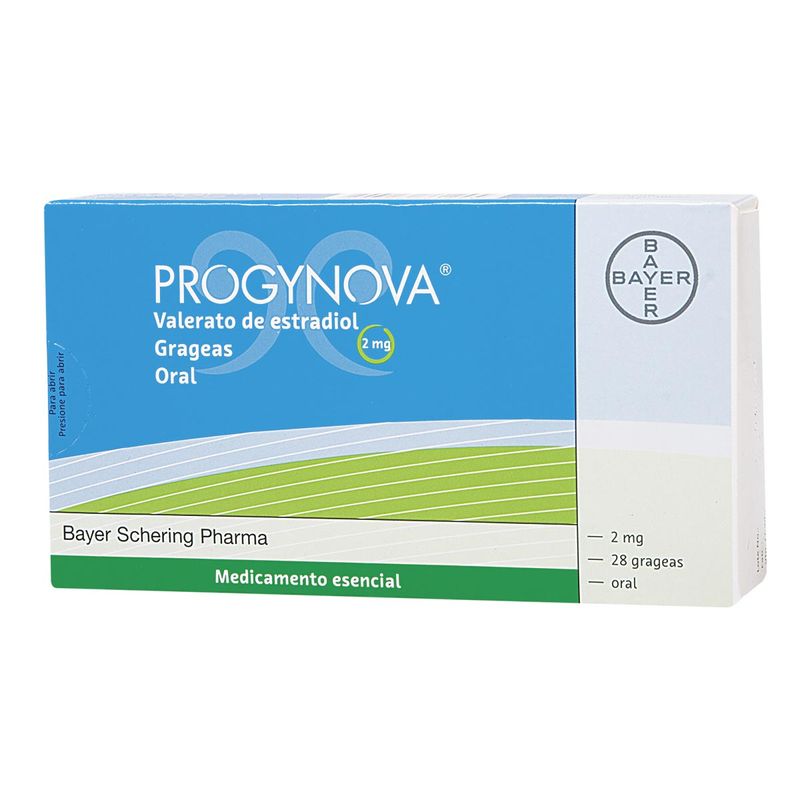 PROGYNOVA®
Valerato de estradiol
Grageas 2 mg
Oral
Para abrir
Presione para abrir
Bayer Schering Pharma
Medicamento esencial
BAYER
BAYER
2 mg
28 grageas
oral